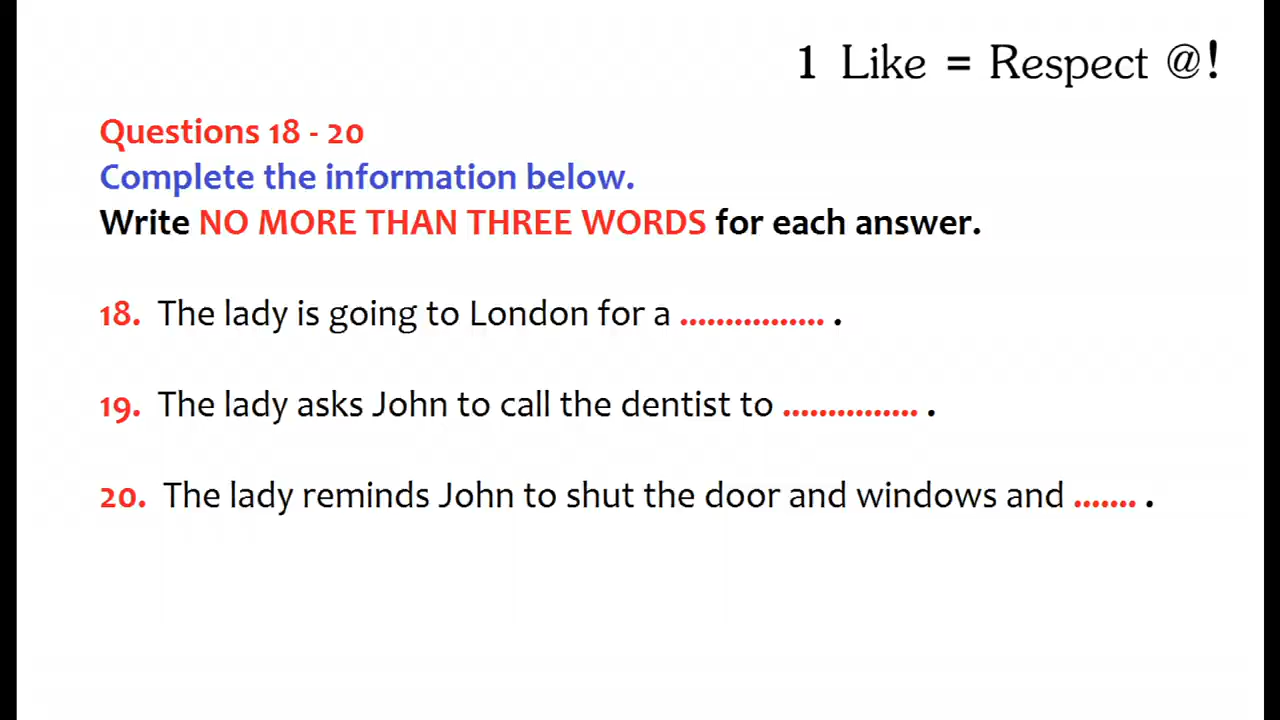 1 Like = Respect @!
Questions 18 - 20
Complete the information below.
Write NO MORE THAN THREE WORDS for each answer.
18. The lady is going to London for a ................ .
19. The lady asks John to call the dentist to ............... .
20. The lady reminds John to shut the door and windows and ....... .